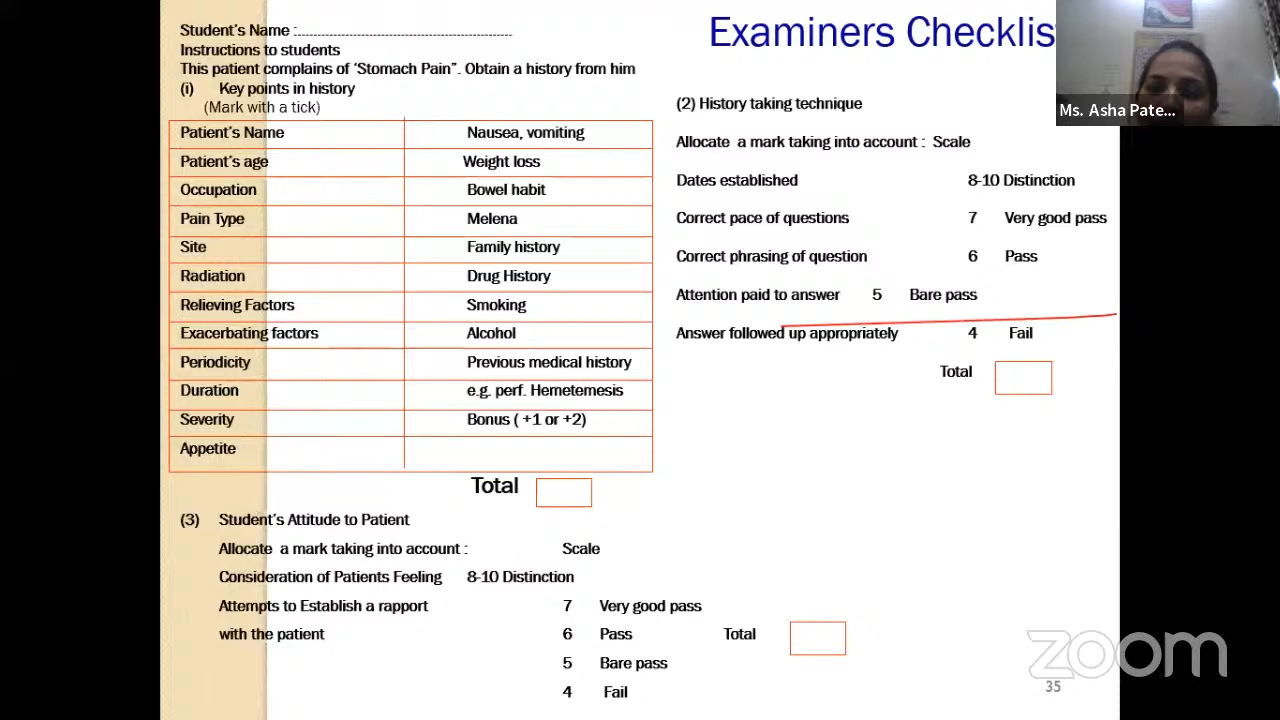 Student's Name :
Examiners Checklis
Instructions to students
This patient complains of 'Stomach Pain". Obtain a history from him
(i) Key points in history
(Mark with a tick)
Patient's Name Nausea, vomiting
Patient's age Weight loss
Occupation Bowel habit
Pain Type Melena
Site Family history
Radiation Drug History
Relieving Factors Smoking
Exacerbating factors Alcohol
Periodicity Previous medical history
Duration e.g. perf. Hemetemesis
Severity Bonus ( +1 or +2)
Appetite
Total
(2) History taking technique
Allocate a mark taking into account : Scale
Dates established 8-10 Distinction
Correct pace of questions 7 Very good pass
Correct phrasing of question 6 Pass
Attention paid to answer 5 Bare pass
Answer followed up appropriately 4 Fail
Total
(3) Student's Attitude to Patient
Allocate a mark taking into account : Scale
Consideration of Patients Feeling 8-10 Distinction
Attempts to Establish a rapport 7 Very good pass
with the patient 6 Pass Total
5 Bare pass
4 Fail
Ms. Asha Pate...
zoom
35